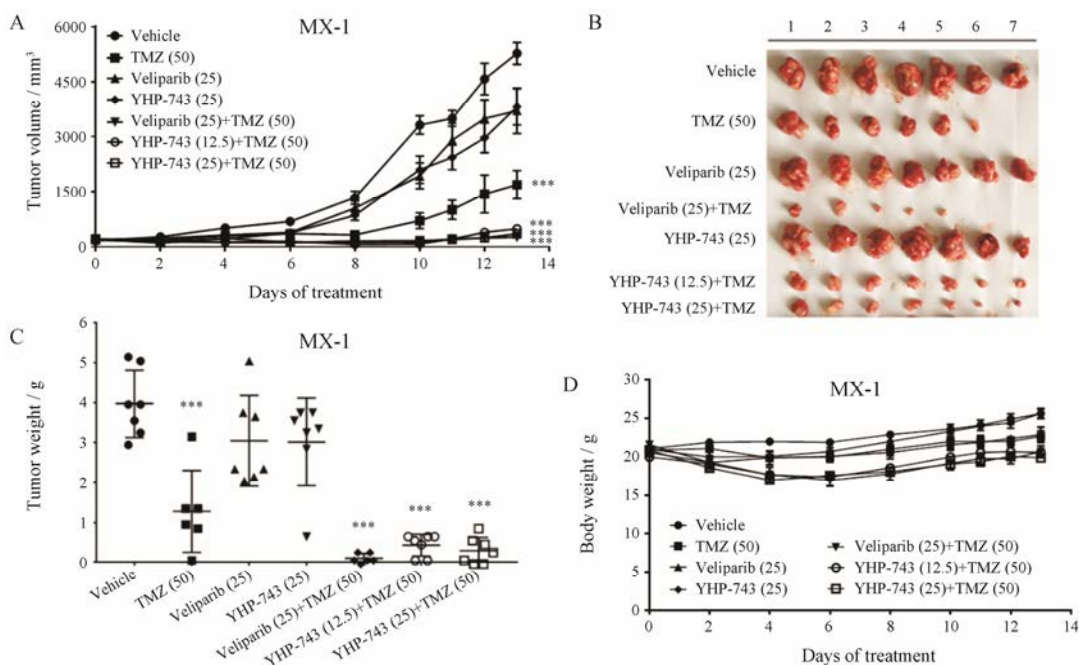 A
MX-1
Tumor volume / mm³
6000
4500
3000
1500
0
Vehicle
TMZ (50)
Veliparib (25)
YHP-743 (25)
Veliparib (25)+TMZ (50)
YHP-743 (12.5)+TMZ (50)
YHP-743 (25)+TMZ (50)
***
***
***
***
0 2 4 6 8 10 12 14
Days of treatment
B
1 2 3 4 5 6 7
Vehicle
TMZ (50)
Veliparib (25)
Veliparib (25)+TMZ
YHP-743 (25)
YHP-743 (12.5)+TMZ
YHP-743 (25)+TMZ
C
MX-1
Tumor weight / g
6
5
4
3
2
1
0
***
***
***
***
Vehicle
TMZ (50)
Veliparib (25)
YHP-743 (25)
Veliparib (25)+TMZ (50)
YHP-743 (12.5)+TMZ (50)
YHP-743 (25)+TMZ (50)
D
MX-1
Body weight / g
30
25
20
15
10
5
0
Vehicle
TMZ (50)
Veliparib (25)
YHP-743 (25)
Veliparib (25)+TMZ (50)
YHP-743 (12.5)+TMZ (50)
YHP-743 (25)+TMZ (50)
0 2 4 6 8 10 12 14
Days of treatment